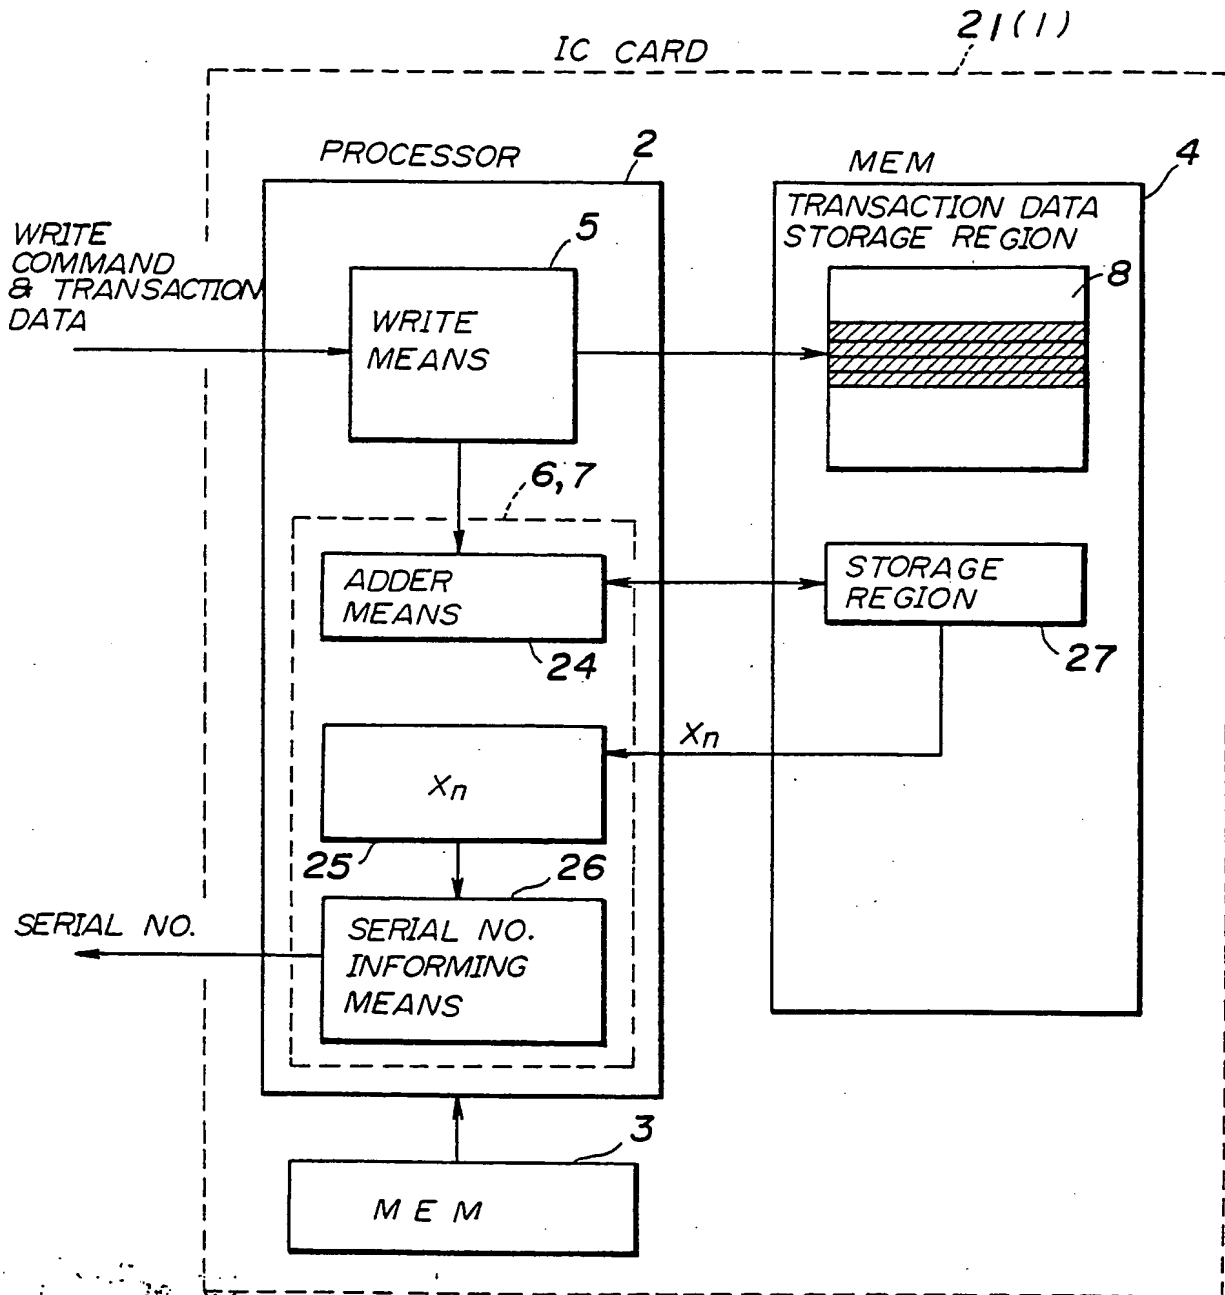 21(1)
IC CARD
PROCESSOR
2
MEM
4
TRANSACTION DATA
STORAGE REGION
8
WRITE
COMMAND
& TRANSACTION
DATA
5
WRITE
MEANS
6,7
ADDER
MEANS
24
STORAGE
REGION
27
Xn
Xn
25
26
SERIAL NO.
SERIAL NO.
INFORMING
MEANS
3
MEM